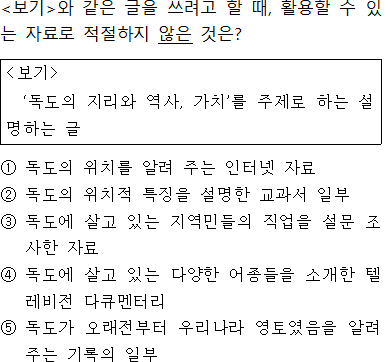 <보기>와 같은 글을 쓰려고 할 때, 활용할 수 있
는 자료로 적절하지 않은 것은?
<보기>
‘독도의 지리와 역사, 가치’를 주제로 하는 설
명하는 글
① 독도의 위치를 알려 주는 인터넷 자료
② 독도의 위치적 특징을 설명한 교과서 일부
③ 독도에 살고 있는 지역민들의 직업을 설문 조
사한 자료
④ 독도에 살고 있는 다양한 어종들을 소개한 텔
레비전 다큐멘터리
⑤ 독도가 오래전부터 우리나라 영토였음을 알려
주는 기록의 일부